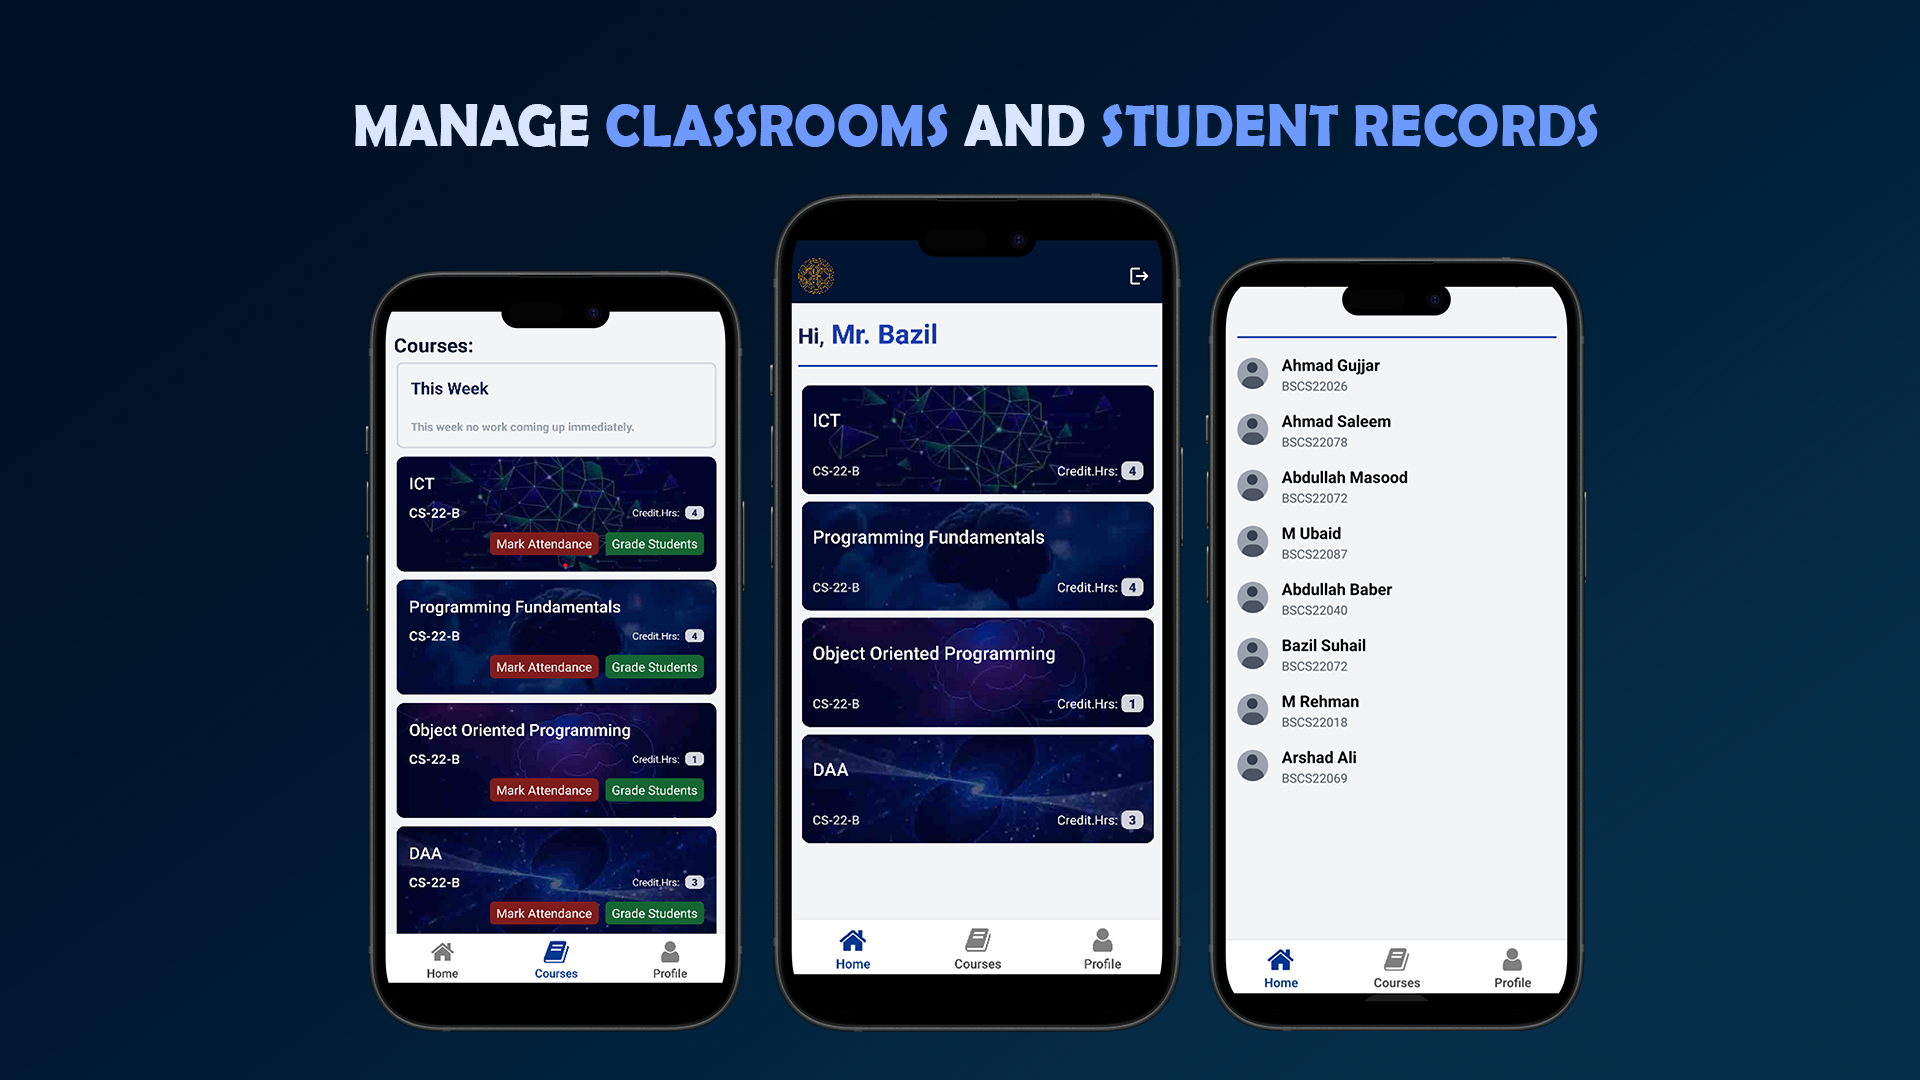 MANAGE CLASSROOMS AND STUDENT RECORDS
Courses:
This Week
This week no work coming up immediately.
ICT
CS-22-B
Credit.Hrs: 4
Mark Attendance Grade Students
Programming Fundamentals
CS-22-B
Credit.Hrs: 4
Mark Attendance Grade Students
Object Oriented Programming
CS-22-B
Credit.Hrs: 1
Mark Attendance Grade Students
DAA
CS-22-B
Credit.Hrs: 3
Mark Attendance Grade Students
Home Courses Profile
Hi, Mr. Bazil
ICT
CS-22-B
Credit.Hrs: 4
Programming Fundamentals
CS-22-B
Credit.Hrs: 4
Object Oriented Programming
CS-22-B
Credit.Hrs: 1
DAA
CS-22-B
Credit.Hrs: 3
Home Courses Profile
Ahmad Gujjar
BSCS22026
Ahmad Saleem
BSCS22078
Abdullah Masood
BSCS22072
M Ubaid
BSCS22087
Abdullah Baber
BSCS22040
Bazil Suhail
BSCS22072
M Rehman
BSCS22018
Arshad Ali
BSCS22069
Home Courses Profile